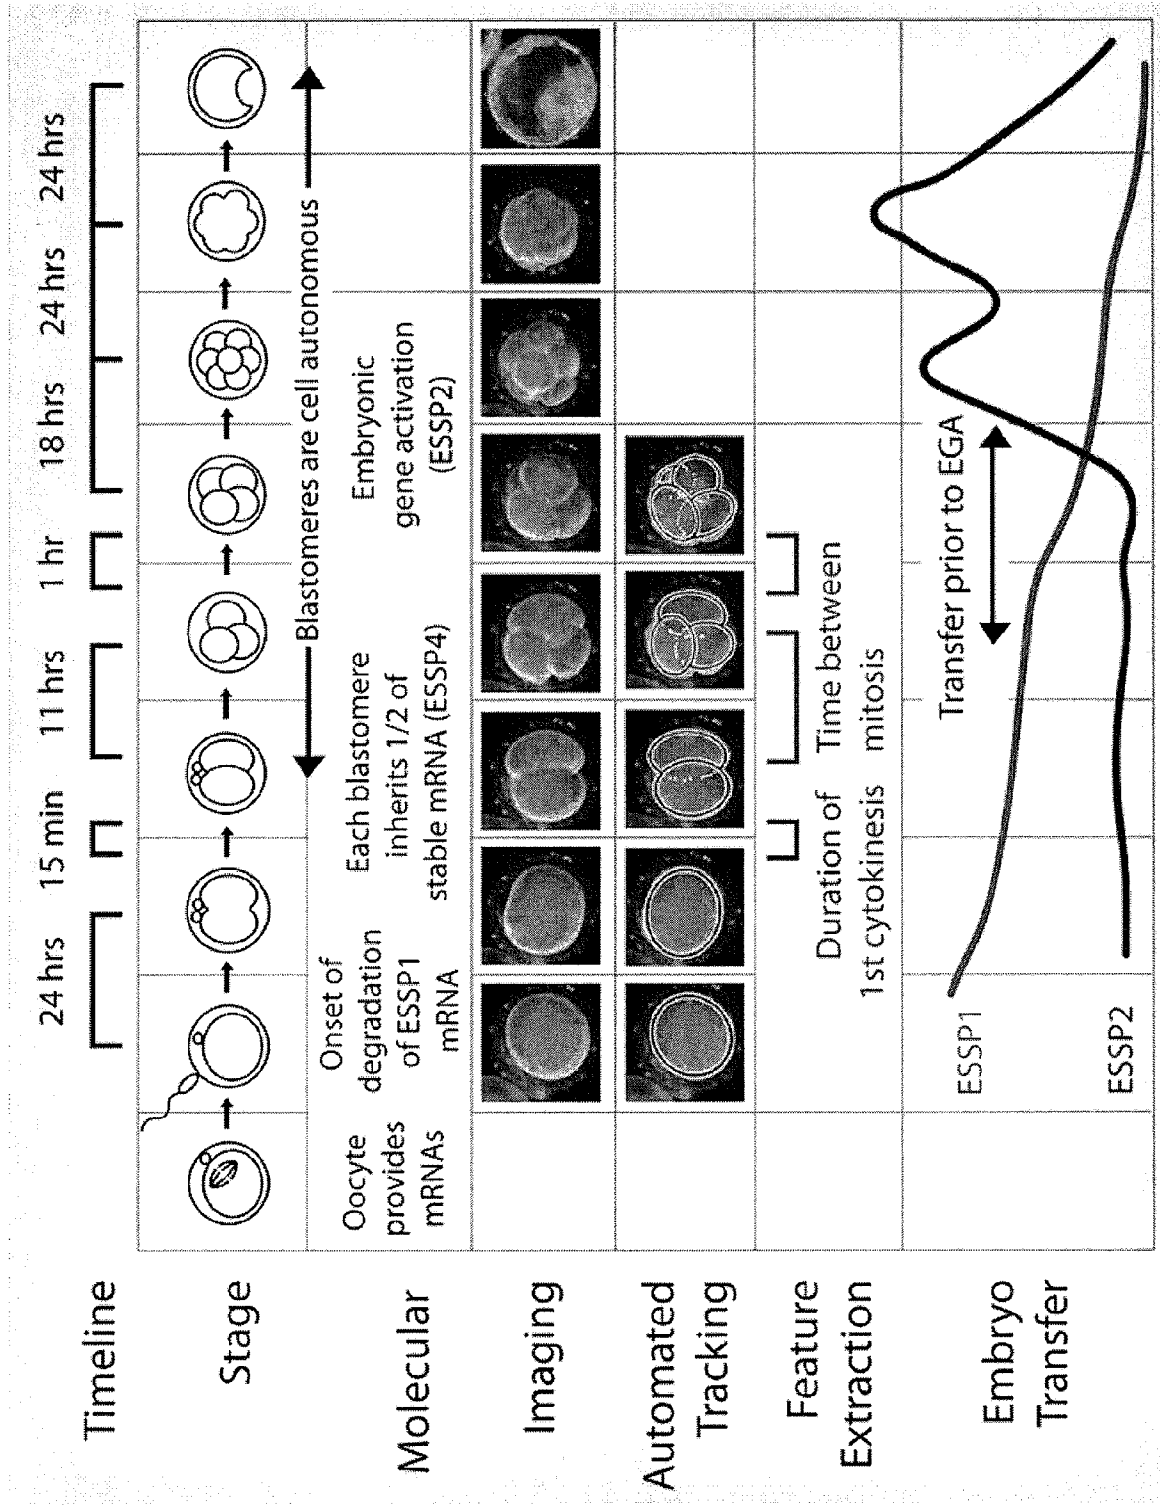 Timeline
24 hrs
15 min
11 hrs
1 hr
18 hrs
24 hrs
24 hrs
Stage
Blastomeres are cell autonomous
Molecular
Oocyte
provides
mRNAs
Onset of
degradation
of ESSP1
mRNA
Each blastomere
inherits 1/2 of
stable mRNA (ESSP4)
Embryonic
gene activation
(ESSP2)
Imaging
Automated
Tracking
Feature
Extraction
Duration of
1st cytokinesis
Time between
mitosis
Embryo
Transfer
Transfer prior to EGA
ESSP1
ESSP2